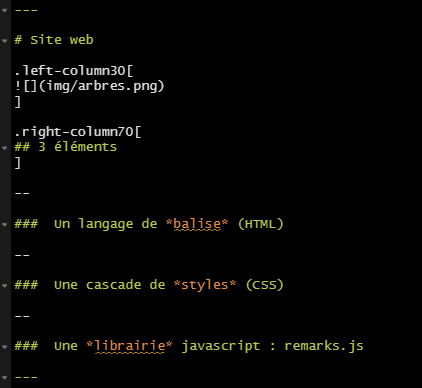 ---
# Site web
.left-column30[
![](img/arbres.png)
]
.right-column70[
## 3 éléments
]
--
###  Un langage de *balise* (HTML)
--
###  Une cascade de *styles* (CSS)
--
###  Une *librairie* javascript : remarks.js
---